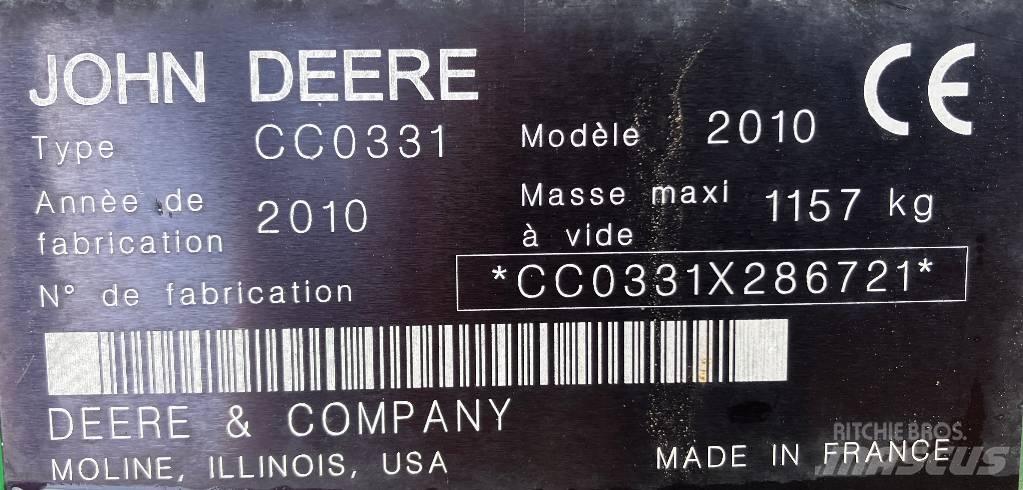 JOHN DEERE
CE
Type CC0331 Modèle 2010
Annèe de fabrication 2010
Masse maxi à vide 1157 kg
N° de fabrication *CC0331X286721*
DEERE & COMPANY
MOLINE, ILLINOIS, USA
MADE IN FRANCE
RITCHIE BROS.
MASCUS